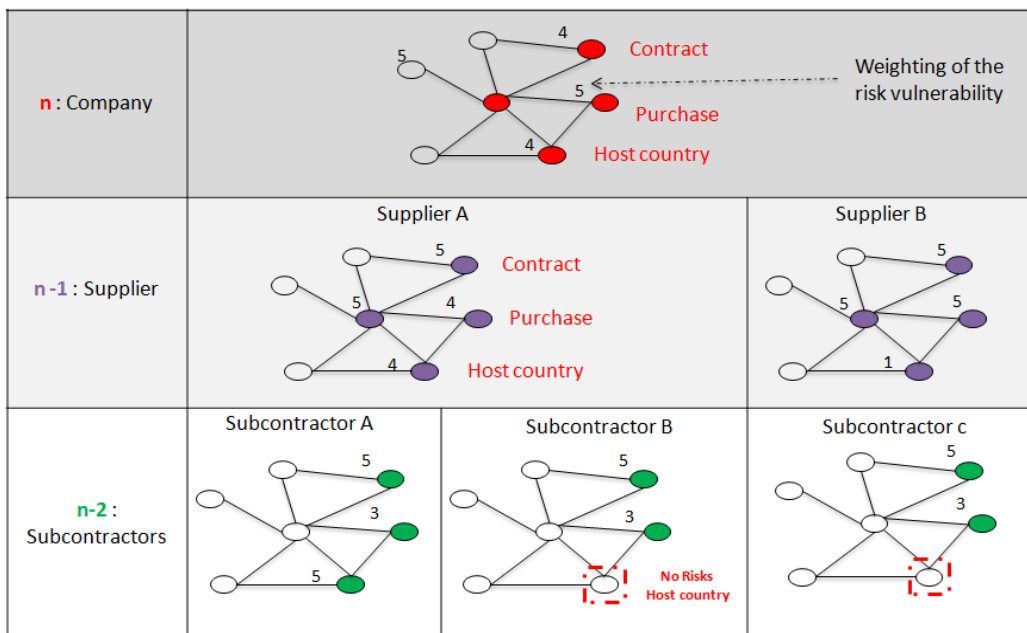 4
Contract
5
Weighting of the
risk vulnerability
n : Company
5
Purchase
4
Host country
Supplier A
Supplier B
5
5
Contract
n -1 : Supplier
5
4
Purchase
5
5
4
Host country
1
Subcontractor A
Subcontractor B
Subcontractor c
5
5
5
n-2 :
Subcontractors
3
3
3
5
No Risks
Host country